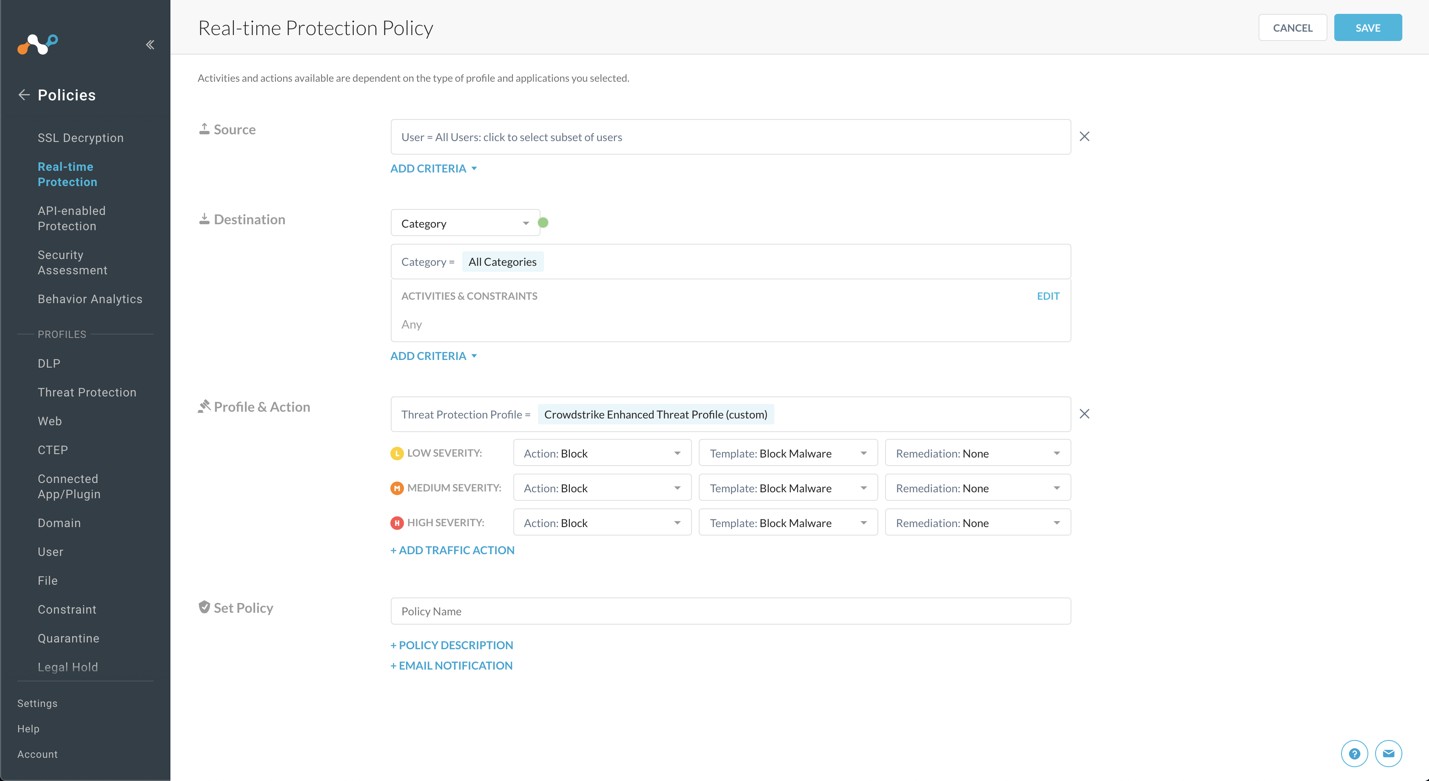 Real-time Protection Policy
CANCEL
SAVE
Policies
SSL Decryption
Real-time
Protection
API-enabled
Protection
Security
Assessment
Behavior Analytics
PROFILES
DLP
Threat Protection
Web
CTEP
Connected
App/Plugin
Domain
User
File
Constraint
Quarantine
Legal Hold
Settings
Help
Account
Activities and actions available are dependent on the type of profile and applications you selected.
Source
User = All Users: click to select subset of users
ADD CRITERIA
Destination
Category
Category = All Categories
ACTIVITIES & CONSTRAINTS EDIT
Any
ADD CRITERIA
Profile & Action
Threat Protection Profile = Crowdstrike Enhanced Threat Profile (custom)
L LOW SEVERITY: Action: Block Template: Block Malware Remediation: None
M MEDIUM SEVERITY: Action: Block Template: Block Malware Remediation: None
H HIGH SEVERITY: Action: Block Template: Block Malware Remediation: None
+ ADD TRAFFIC ACTION
Set Policy
Policy Name
+ POLICY DESCRIPTION
+ EMAIL NOTIFICATION
?